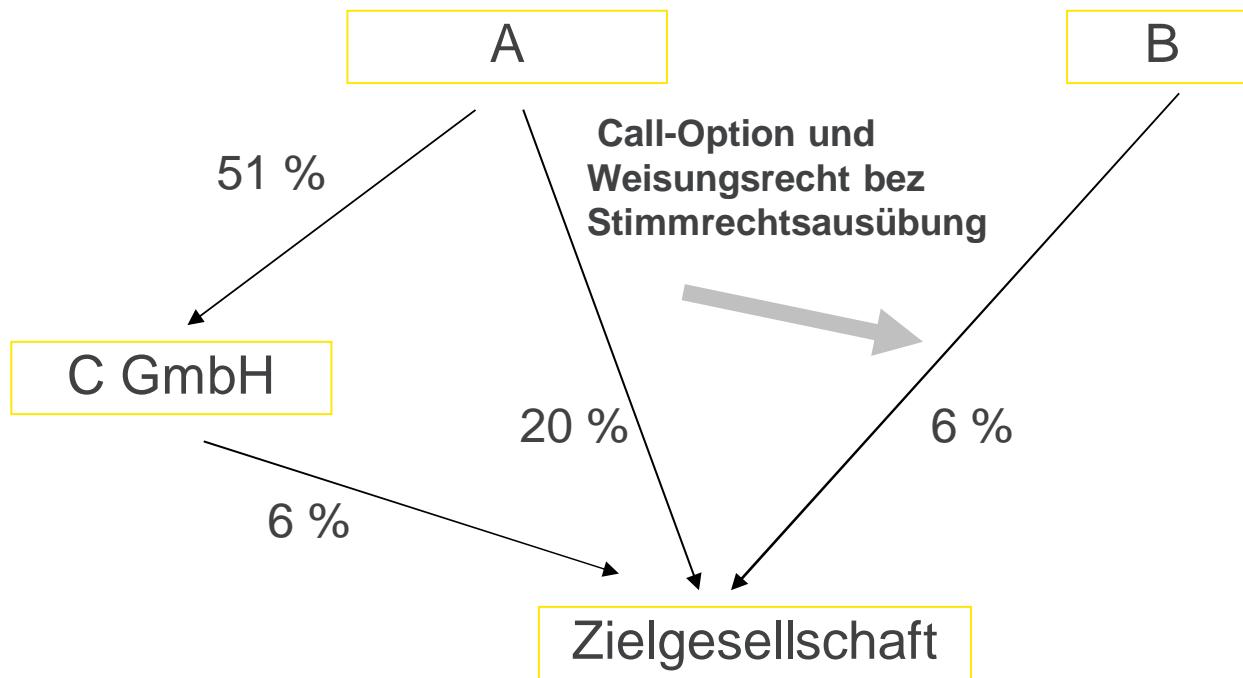 A
B
Call-Option und
Weisungsrecht bez
Stimmrechtsausübung
51 %
C GmbH
20 %
6 %
6 %
Zielgesellschaft